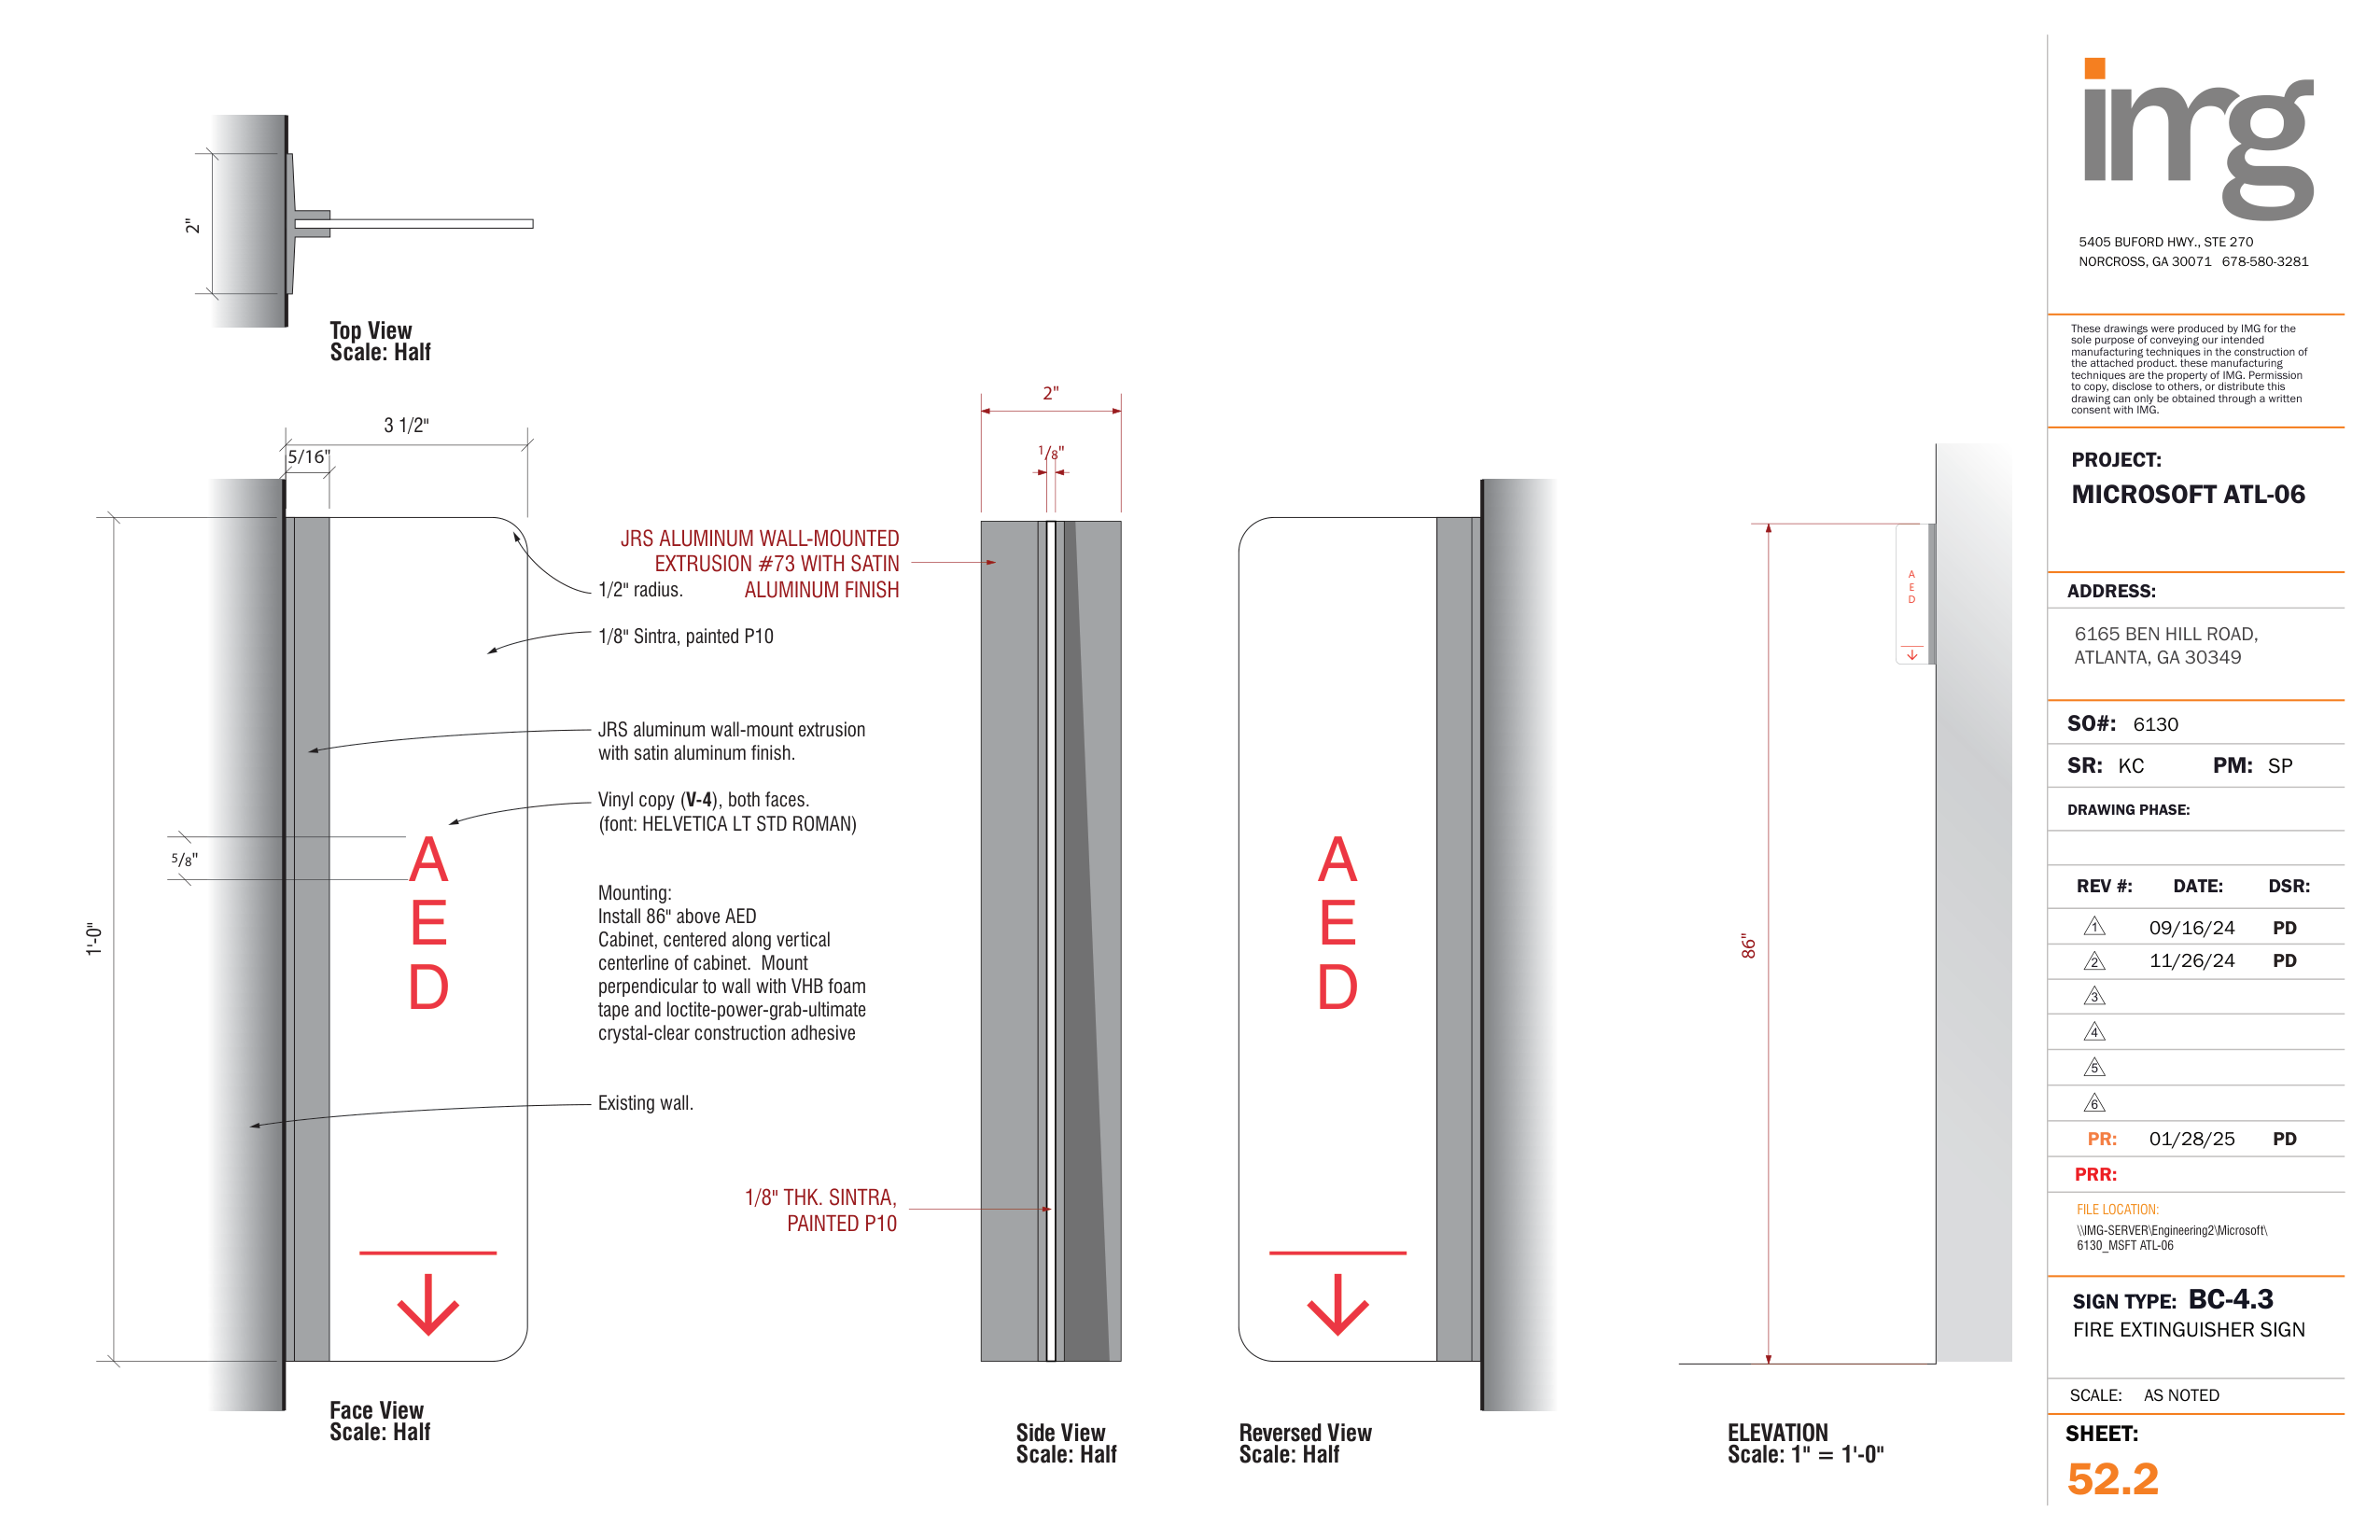 2"
Top View
Scale: Half
3 1/2"
5/16"
1'-0"
5/8"
A
E
D
1/2" radius.
1/8" Sintra, painted P10
JRS aluminum wall-mount extrusion
with satin aluminum finish.
Vinyl copy (V-4), both faces.
(font: HELVETICA LT STD ROMAN)
Mounting:
Install 86" above AED
Cabinet, centered along vertical
centerline of cabinet. Mount
perpendicular to wall with VHB foam
tape and loctite-power-grab-ultimate
crystal-clear construction adhesive
Existing wall.
Face View
Scale: Half
JRS ALUMINUM WALL-MOUNTED
EXTRUSION #73 WITH SATIN
ALUMINUM FINISH
2"
1/8"
1/8" THK. SINTRA,
PAINTED P10
Side View
Scale: Half
A
E
D
Reversed View
Scale: Half
A
E
D
86"
ELEVATION
Scale: 1" = 1'-0"
img
5405 BUFORD HWY., STE 270
NORCROSS, GA 30071 678-580-3281
These drawings were produced by IMG for the
sole purpose of conveying our intended
manufacturing techniques in the construction of
the attached product. these manufacturing
techniques are the property of IMG. Permission
to copy, disclose to others, or distribute this
drawing can only be obtained through a written
consent with IMG.
PROJECT:
MICROSOFT ATL-06
ADDRESS:
6165 BEN HILL ROAD,
ATLANTA, GA 30349
SO#: 6130
SR: KC PM: SP
DRAWING PHASE:
REV #: DATE: DSR:
1 09/16/24 PD
2 11/26/24 PD
3
4
5
6
PR: 01/28/25 PD
PRR:
FILE LOCATION:
\\IMG-SERVER\Engineering2\Microsoft\
6130_MSFT ATL-06
SIGN TYPE: BC-4.3
FIRE EXTINGUISHER SIGN
SCALE: AS NOTED
SHEET:
52.2